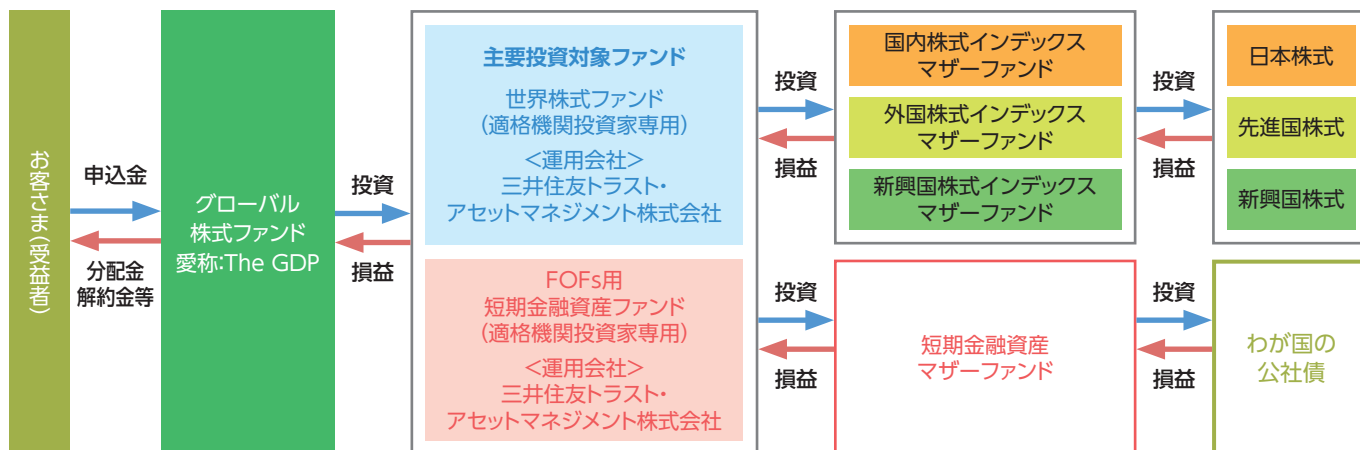 お客さま(受益者)
申込金
分配金
解約金等
グローバル
株式ファンド
愛称:The GDP
投資
損益
主要投資対象ファンド
世界株式ファンド
(適格機関投資家専用)
<運用会社>
三井住友トラスト・
アセットマネジメント株式会社
FOFs用
短期金融資産ファンド
(適格機関投資家専用)
<運用会社>
三井住友トラスト・
アセットマネジメント株式会社
投資
損益
国内株式インデックス
マザーファンド
外国株式インデックス
マザーファンド
新興国株式インデックス
マザーファンド
投資
損益
日本株式
先進国株式
新興国株式
投資
損益
短期金融資産
マザーファンド
投資
損益
わが国の
公社債